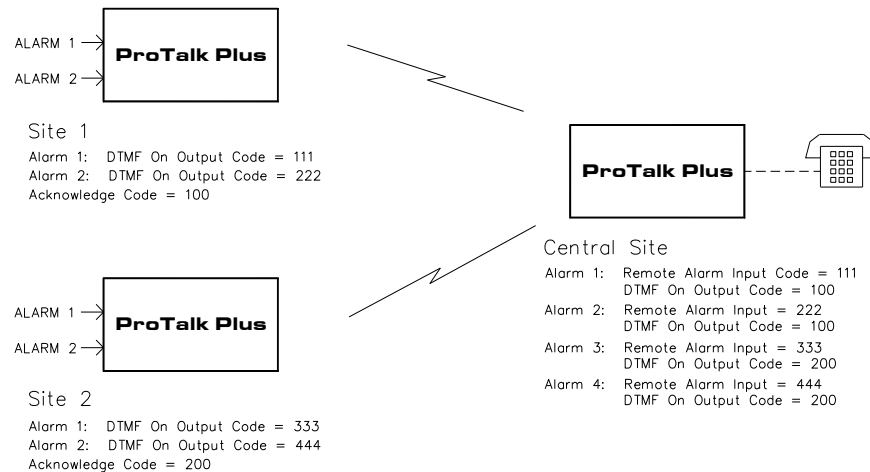 ALARM 1
ALARM 2
ProTalk Plus
Site 1
Alarm 1: DTMF On Output Code = 111
Alarm 2: DTMF On Output Code = 222
Acknowledge Code = 100
ProTalk Plus
Central Site
Alarm 1: Remote Alarm Input Code = 111
DTMF On Output Code = 100
Alarm 2: Remote Alarm Input = 222
DTMF On Output Code = 100
Alarm 3: Remote Alarm Input = 333
DTMF On Output Code = 200
Alarm 4: Remote Alarm Input = 444
DTMF On Output Code = 200
ALARM 1
ALARM 2
ProTalk Plus
Site 2
Alarm 1: DTMF On Output Code = 333
Alarm 2: DTMF On Output Code = 444
Acknowledge Code = 200